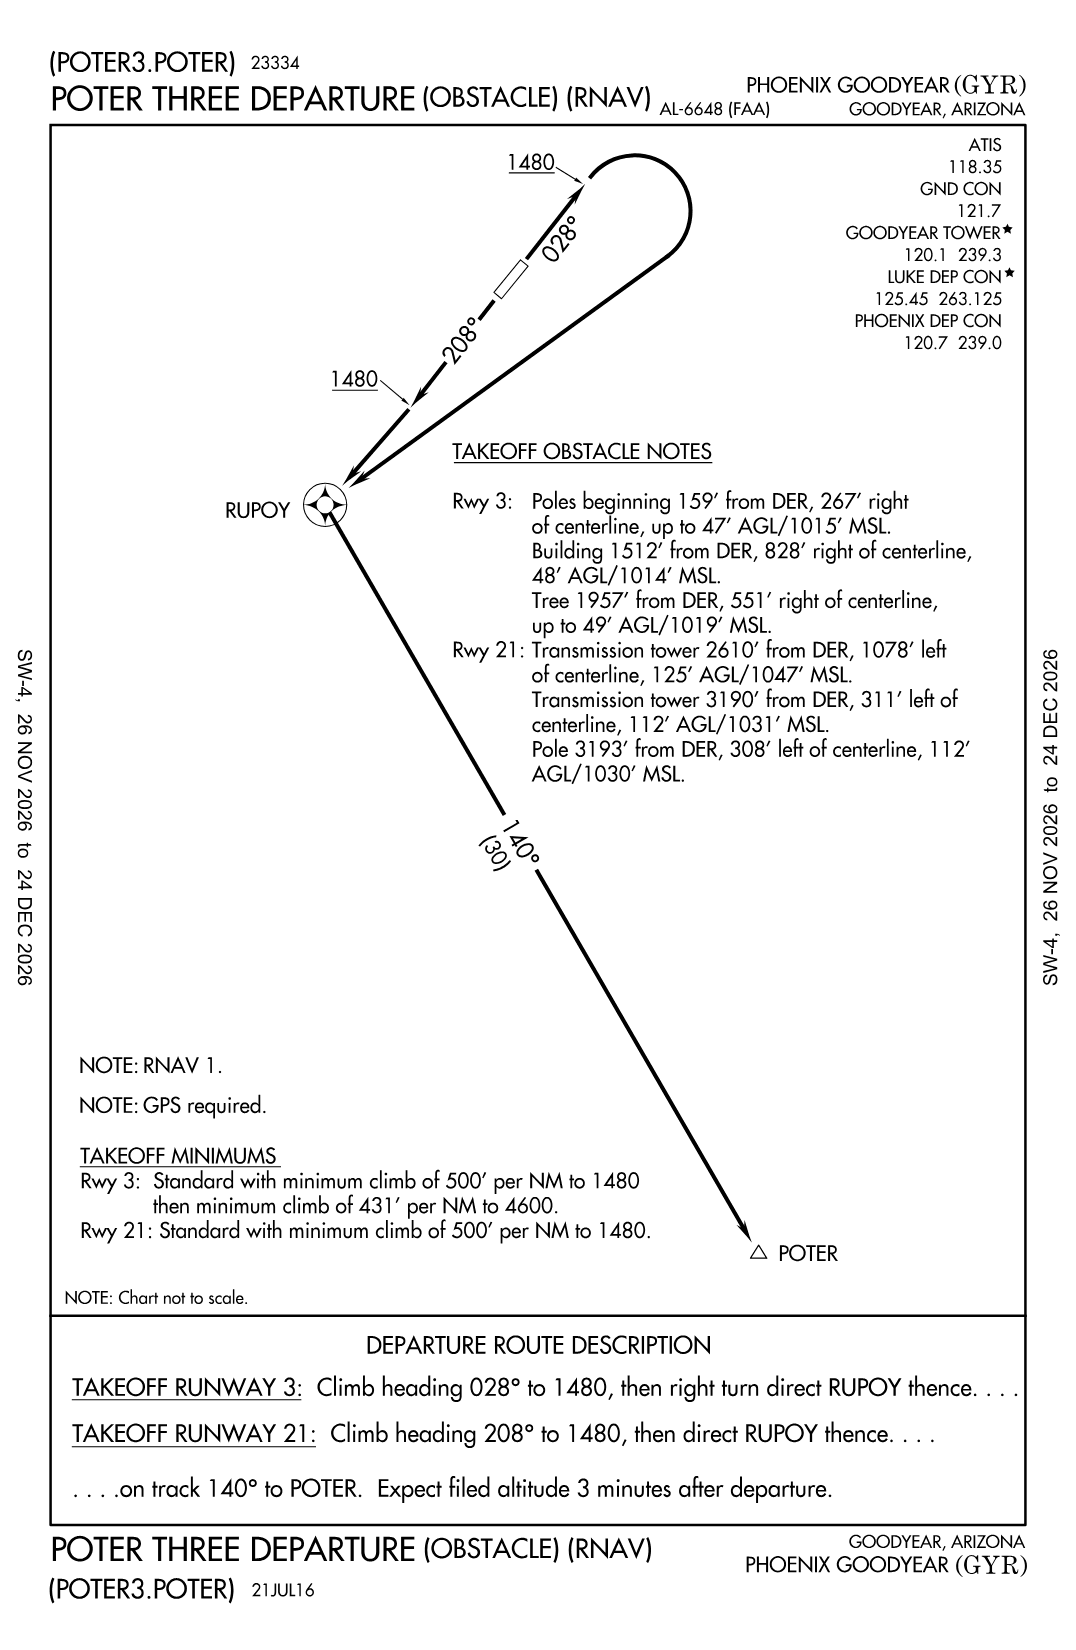 (POTER3.POTER) 23334
POTER THREE DEPARTURE (OBSTACLE) (RNAV) AL-6648 (FAA)
PHOENIX GOODYEAR (GYR)
GOODYEAR, ARIZONA
ATIS
118.35
GND CON
121.7
GOODYEAR TOWER★
120.1 239.3
LUKE DEP CON★
125.45 263.125
PHOENIX DEP CON
120.7 239.0
1480
028°
208°
1480
RUPOY
TAKEOFF OBSTACLE NOTES
Rwy 3: Poles beginning 159′ from DER, 267′ right
of centerline, up to 47′ AGL/1015′ MSL.
Building 1512′ from DER, 828′ right of centerline,
48′ AGL/1014′ MSL.
Tree 1957′ from DER, 551′ right of centerline,
up to 49′ AGL/1019′ MSL.
Rwy 21: Transmission tower 2610′ from DER, 1078′ left
of centerline, 125′ AGL/1047′ MSL.
Transmission tower 3190′ from DER, 311′ left of
centerline, 112′ AGL/1031′ MSL.
Pole 3193′ from DER, 308′ left of centerline, 112′
AGL/1030′ MSL.
140°
(30)
SW-4, 26 NOV 2026 to 24 DEC 2026
SW-4, 26 NOV 2026 to 24 DEC 2026
NOTE: RNAV 1.
NOTE: GPS required.
TAKEOFF MINIMUMS
Rwy 3: Standard with minimum climb of 500′ per NM to 1480
then minimum climb of 431′ per NM to 4600.
Rwy 21: Standard with minimum climb of 500′ per NM to 1480.
POTER
NOTE: Chart not to scale.
DEPARTURE ROUTE DESCRIPTION
TAKEOFF RUNWAY 3: Climb heading 028° to 1480, then right turn direct RUPOY thence. . . .
TAKEOFF RUNWAY 21: Climb heading 208° to 1480, then direct RUPOY thence. . . .
. . . .on track 140° to POTER. Expect filed altitude 3 minutes after departure.
POTER THREE DEPARTURE (OBSTACLE) (RNAV)
(POTER3.POTER) 21JUL16
GOODYEAR, ARIZONA
PHOENIX GOODYEAR (GYR)